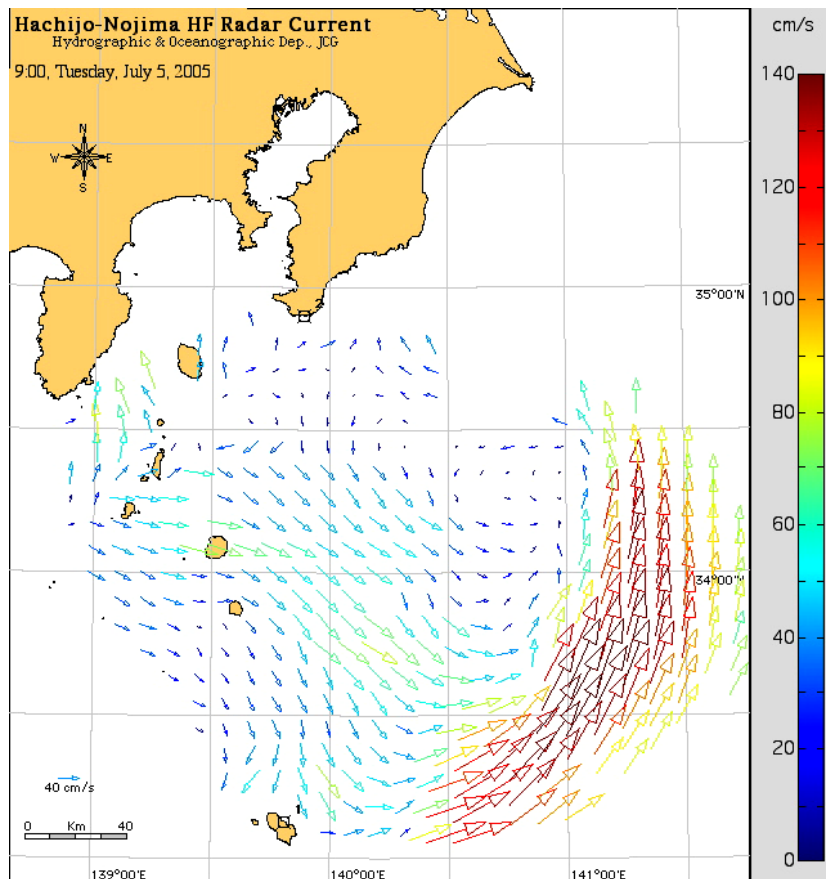 Hachijo-Nojima HF Radar Current
Hydrographic & Oceanographic Dep., JCG
9:00, Tuesday, July 5, 2005
cm/s
140
120
100
80
60
40
20
0
N
W E
S
2
35°00'N
34°00'N
40 cm/s
0 Km 40
1
139°00'E
140°00'E
141°00'E